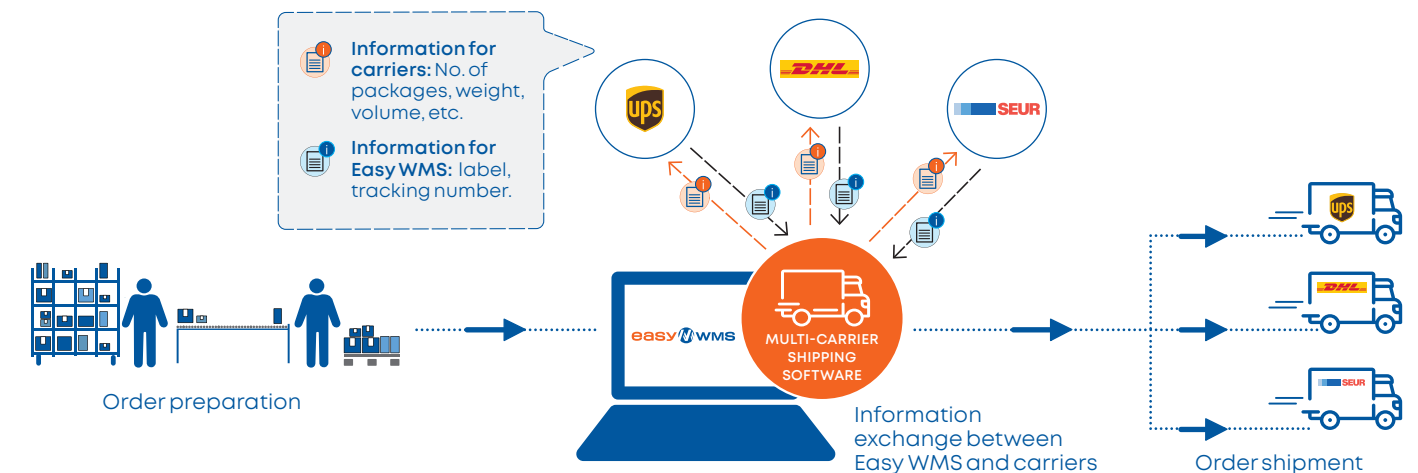 Information for
carriers: No. of
packages, weight,
volume, etc.
Information for
Easy WMS: label,
tracking number.
ups
DHL
SEUR
Order preparation
easy WMS
MULTI-CARRIER
SHIPPING
SOFTWARE
Information
exchange between
Easy WMS and carriers
ups
DHL
SEUR
Order shipment